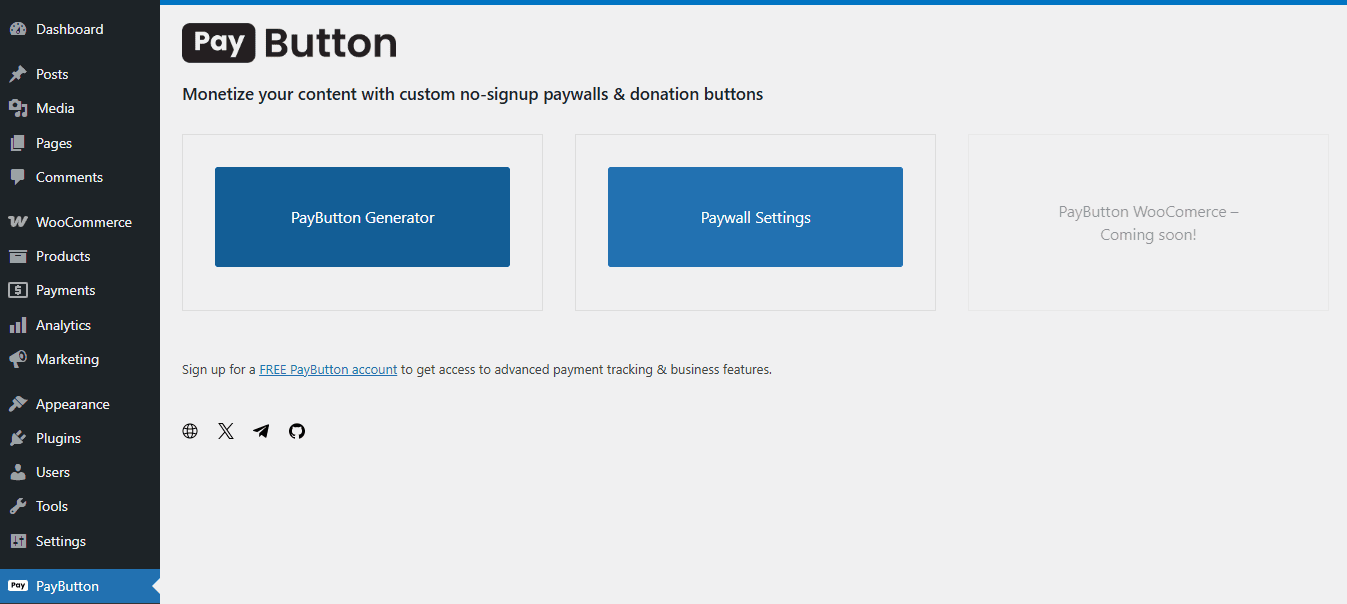 Dashboard
Posts
Media
Pages
Comments
WooCommerce
Products
Payments
Analytics
Marketing
Appearance
Plugins
Users
Tools
Settings
Pay PayButton
Pay Button
Monetize your content with custom no-signup paywalls & donation buttons
PayButton Generator
Paywall Settings
PayButton WooComerce –
Coming soon!
Sign up for a FREE PayButton account to get access to advanced payment tracking & business features.